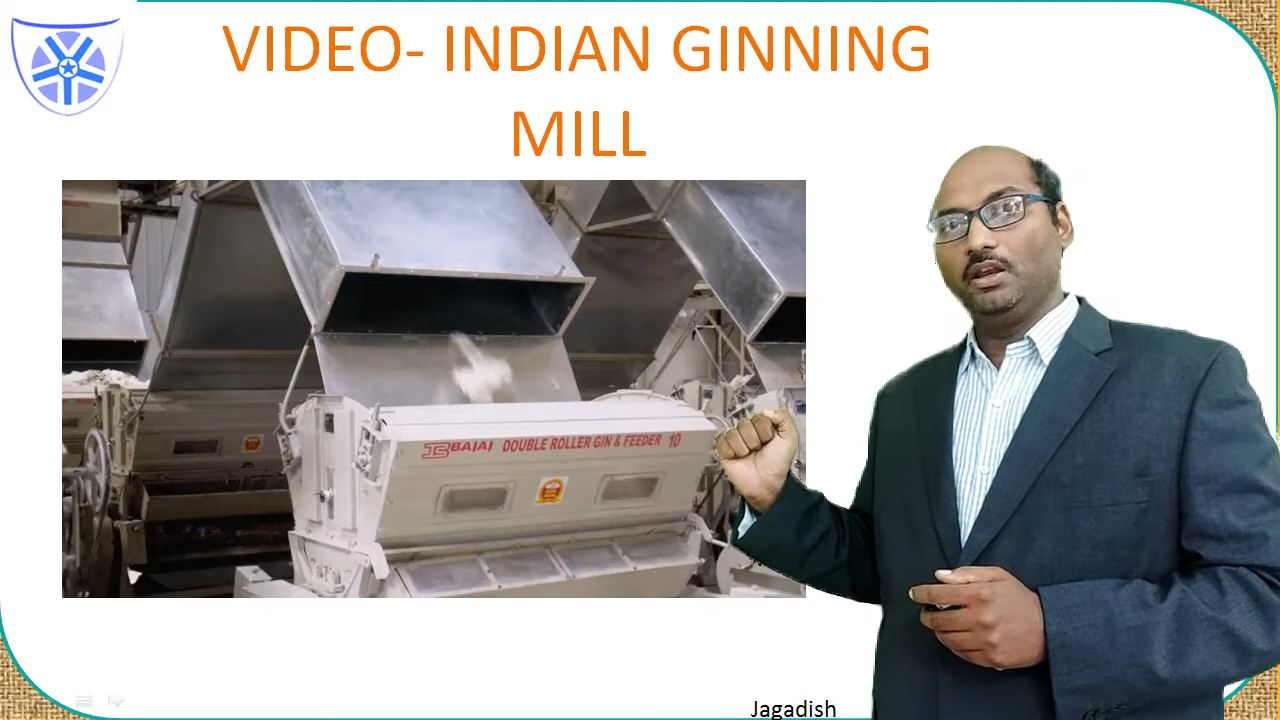 VIDEO- INDIAN GINNING
MILL
BAJAJ DOUBLE ROLLER GIN & FEEDER 10
Jagadish